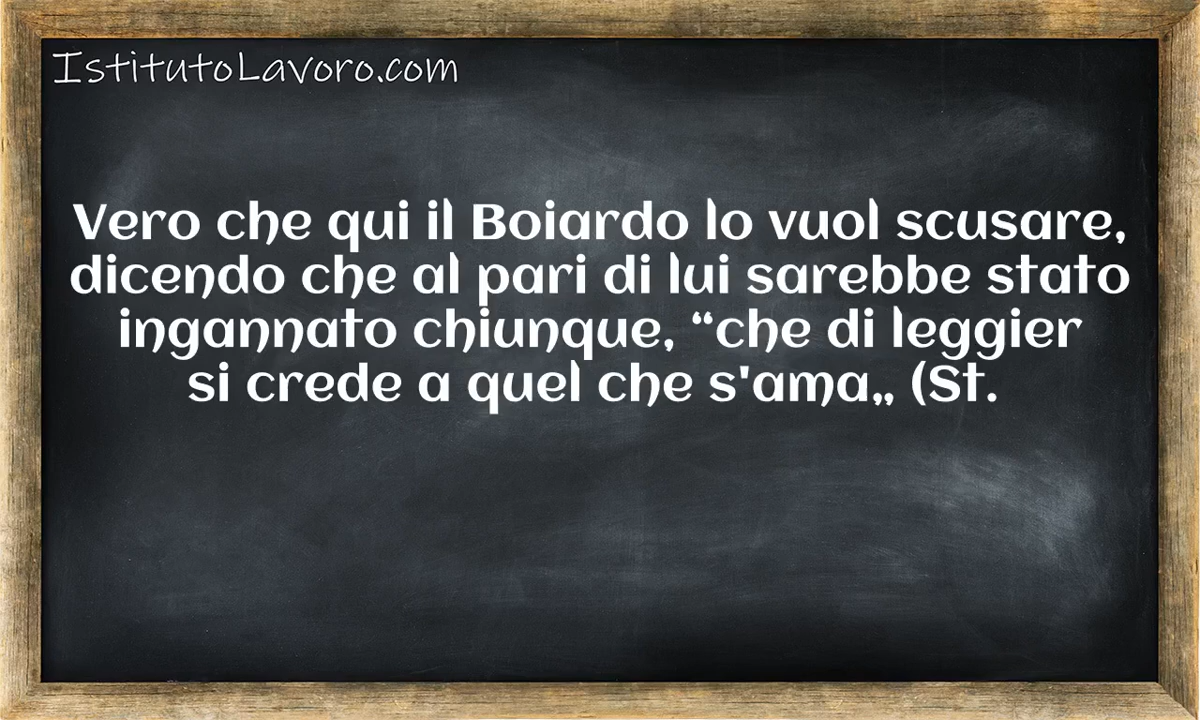 IstitutoLavoro.com
Vero che qui il Boiardo lo vuol scusare,
dicendo che al pari di lui sarebbe stato
ingannato chiunque, “che di leggier
si crede a quel che s'ama„ (St.